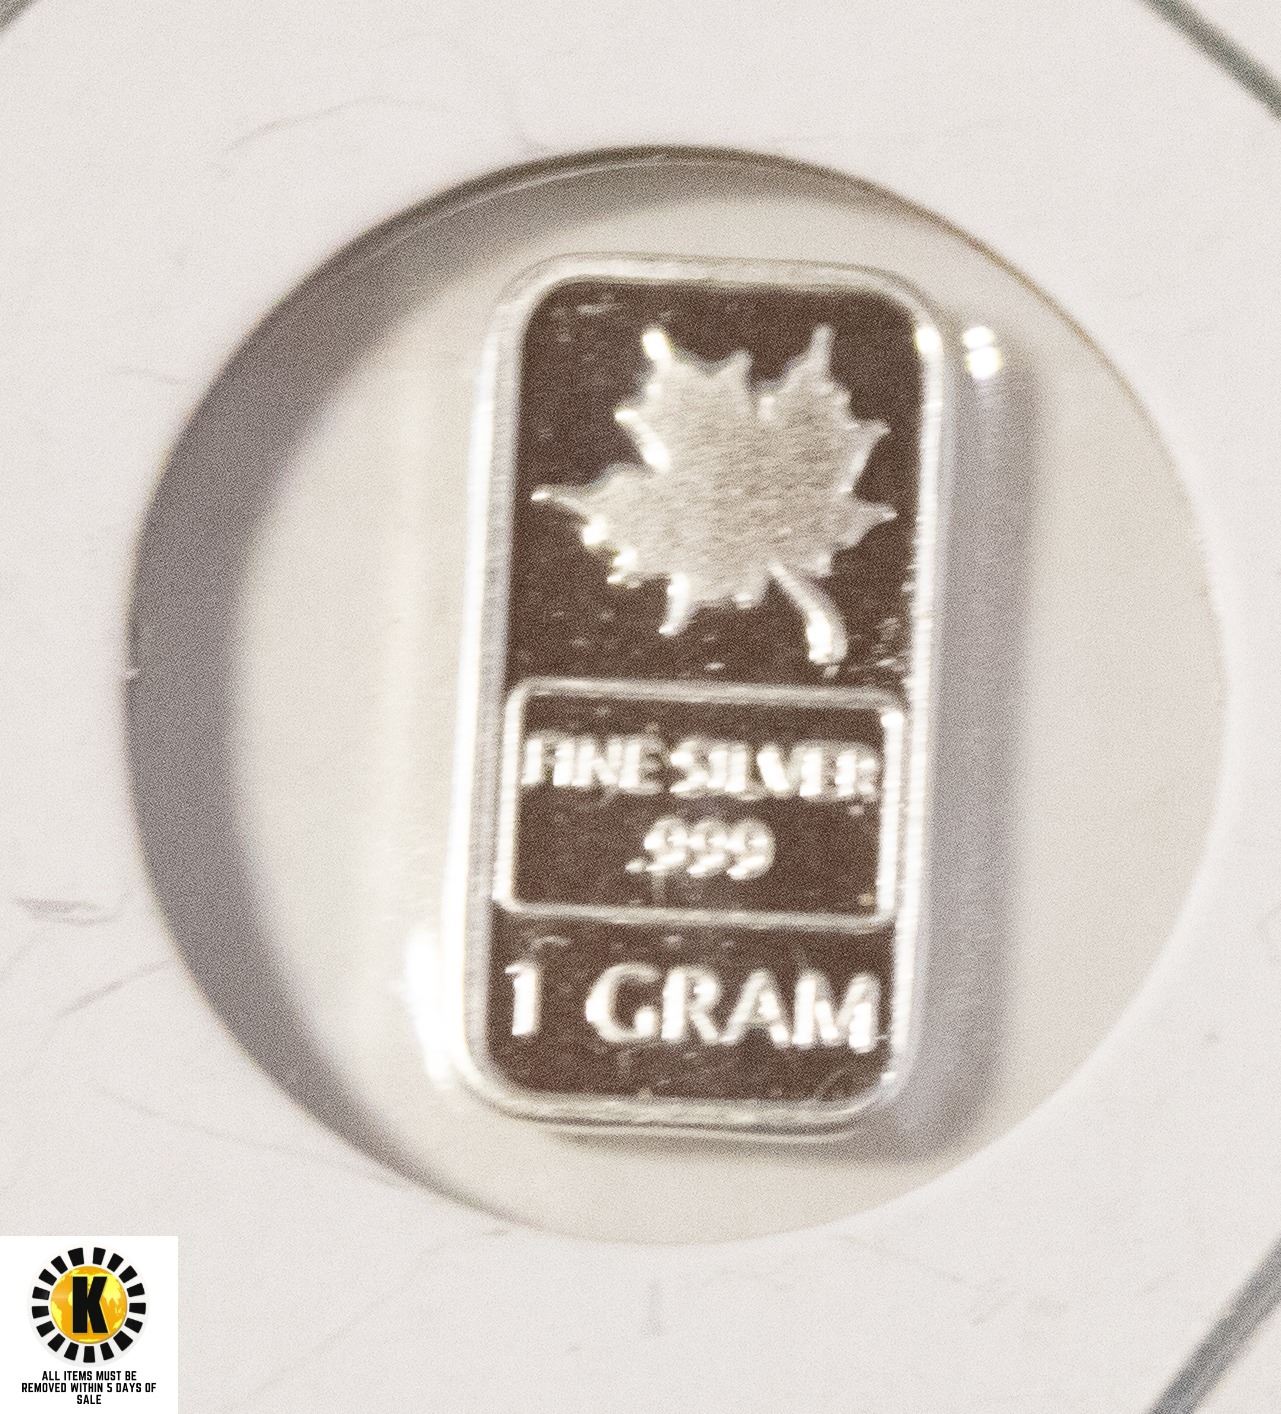 FINE SILVER
.999
1 GRAM
K
ALL ITEMS MUST BE
REMOVED WITHIN 5 DAYS OF
SALE